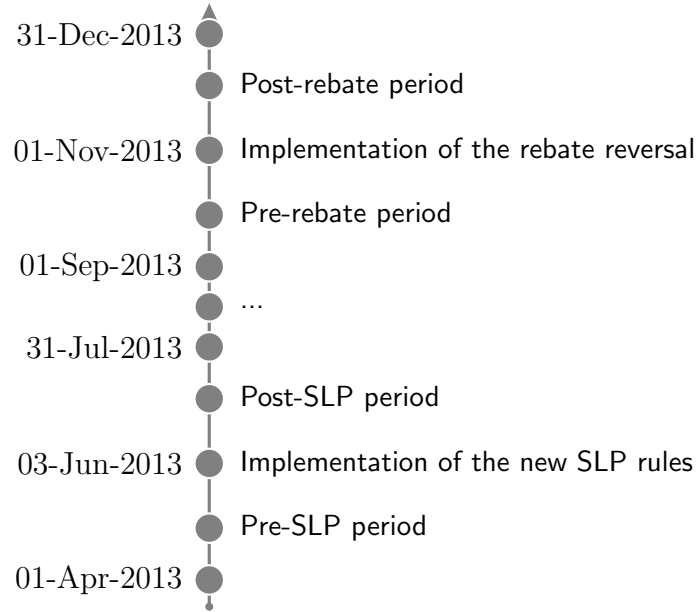 31-Dec-2013
Post-rebate period
01-Nov-2013 Implementation of the rebate reversal
Pre-rebate period
01-Sep-2013
...
31-Jul-2013
Post-SLP period
03-Jun-2013 Implementation of the new SLP rules
Pre-SLP period
01-Apr-2013